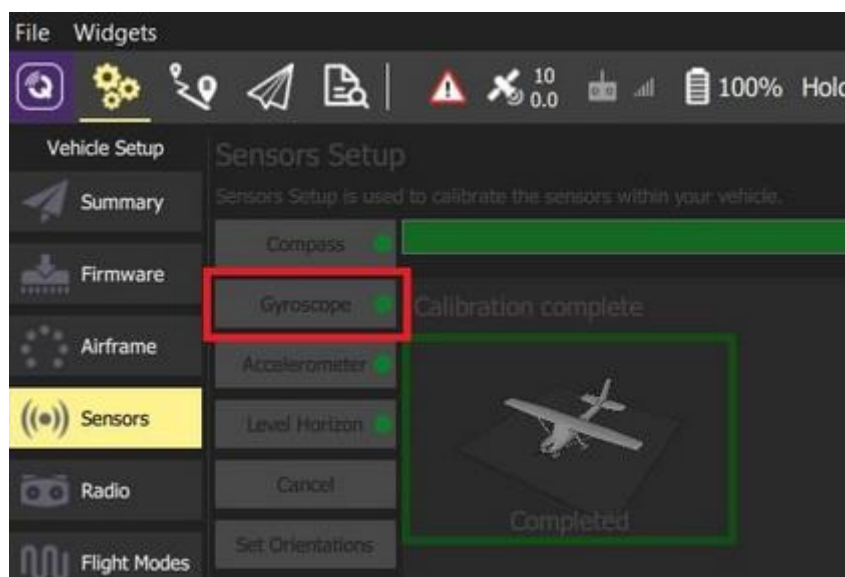 File Widgets
10
0.0
100% Hold
Vehicle Setup
Sensors Setup
Sensors Setup is used to calibrate the sensors within your vehicle.
Summary
Compass
Firmware
Gyroscope
Calibration complete
Airframe
Accelerometer
Sensors
Level Horizon
Radio
Cancel
Completed
Set Orientations
Flight Modes